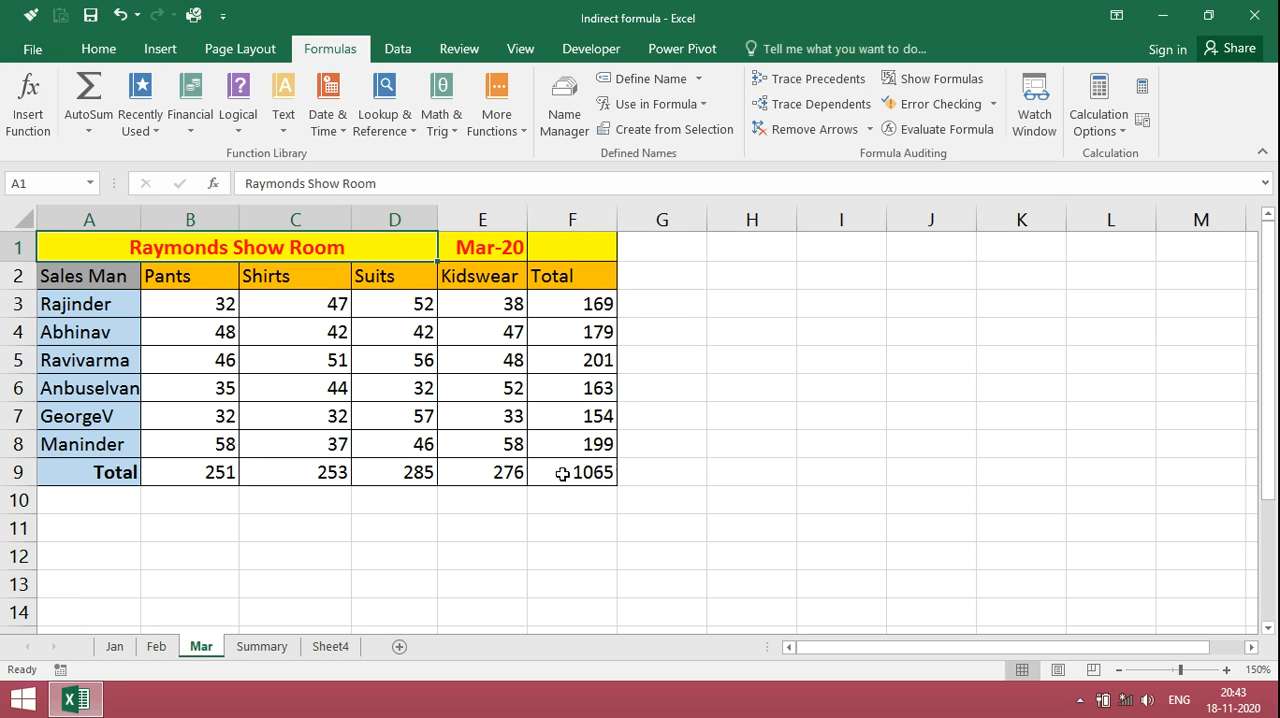 Indirect formula - Excel
File Home Insert Page Layout Formulas Data Review View Developer Power Pivot Tell me what you want to do... Sign in Share
Insert Function
AutoSum
Recently Used
Financial
Logical
Text
Date & Time
Lookup & Reference
Math & Trig
More Functions
Function Library
Name Manager
Define Name
Use in Formula
Create from Selection
Defined Names
Trace Precedents
Trace Dependents
Remove Arrows
Show Formulas
Error Checking
Evaluate Formula
Formula Auditing
Watch Window
Calculation Options
Calculation
A1 fx Raymonds Show Room
A B C D E F G H I J K L M
1 Raymonds Show Room Mar-20
2 Sales Man Pants Shirts Suits Kidswear Total
3 Rajinder 32 47 52 38 169
4 Abhinav 48 42 42 47 179
5 Ravivarma 46 51 56 48 201
6 Anbuselvan 35 44 32 52 163
7 GeorgeV 32 32 57 33 154
8 Maninder 58 37 46 58 199
9 Total 251 253 285 276 1065
10
11
12
13
14
Jan Feb Mar Summary Sheet4
Ready 150%
ENG 20:43
18-11-2020